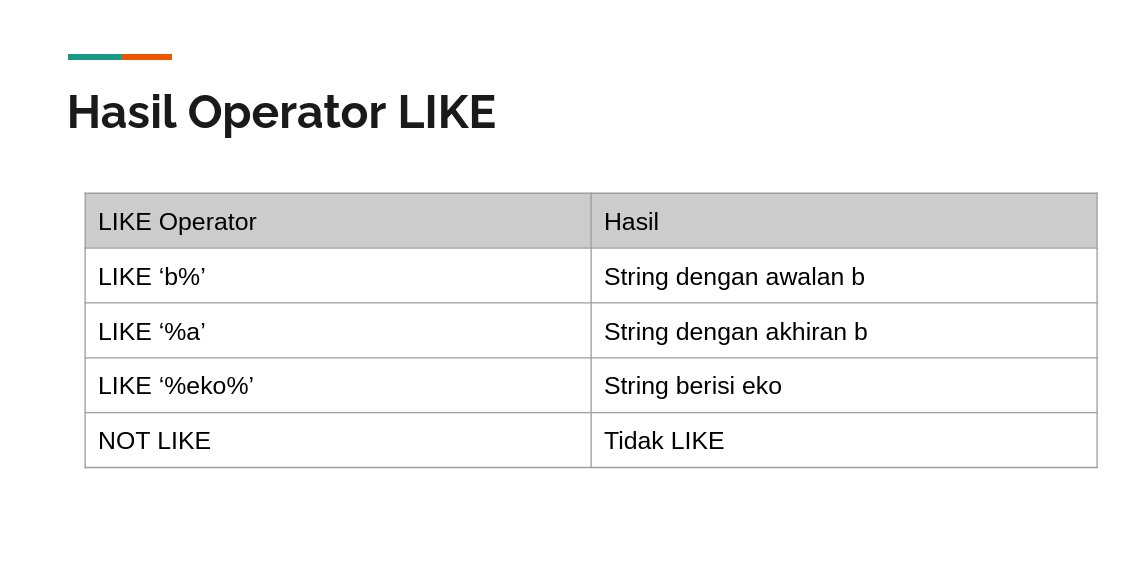 Hasil Operator LIKE
LIKE Operator Hasil
LIKE ‘b%’ String dengan awalan b
LIKE ‘%a’ String dengan akhiran b
LIKE ‘%eko%’ String berisi eko
NOT LIKE Tidak LIKE